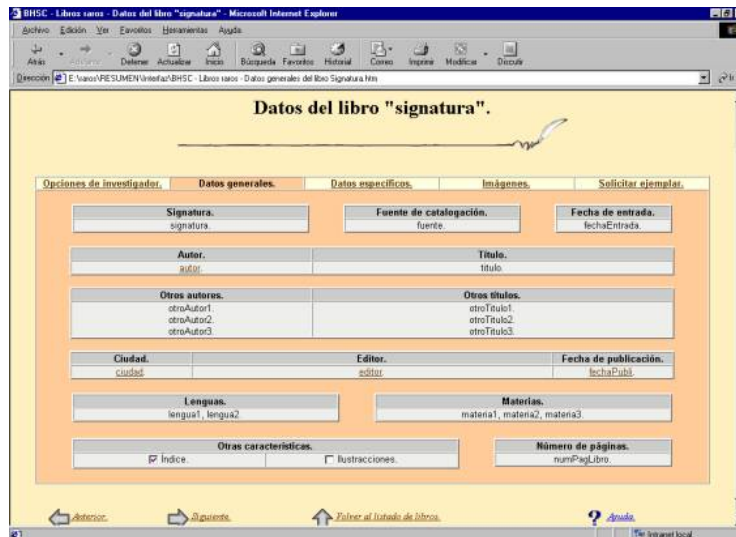 BHSC - Libros raros - Datos del libro "signatura" - Microsoft Internet Explorer
Archivo Edición Ver Favoritos Herramientas Ayuda
Atrás Adelante Detener Actualizar Inicio Búsqueda Favoritos Historial Correo Imprimir Modificar Discutir
Dirección E:\varos\RESUMEN\Interfaz\BHSC - Libros raros - Datos generales del libro Signatura.htm
Datos del libro "signatura".
Opciones de investigador. Datos generales. Datos específicos. Imágenes. Solicitar ejemplar.
Signatura. Fuente de catalogación. Fecha de entrada.
signatura. fuente. fechaEntrada.
Autor. Título.
autor. titulo.
Otros autores. Otros títulos.
otroAutor1. otroTitulo1.
otroAutor2. otroTitulo2.
otroAutor3. otroTitulo3.
Ciudad. Editor. Fecha de publicación.
ciudad. editor. fechaPubli.
Lenguas. Materias.
lengua1, lengua2. materia1, materia2, materia3.
Otras características. Número de páginas.
Índice. Ilustracciones. numPagLibro.
Anterior. Siguiente. Volver al listado de libros. Ayuda.
Intranet local